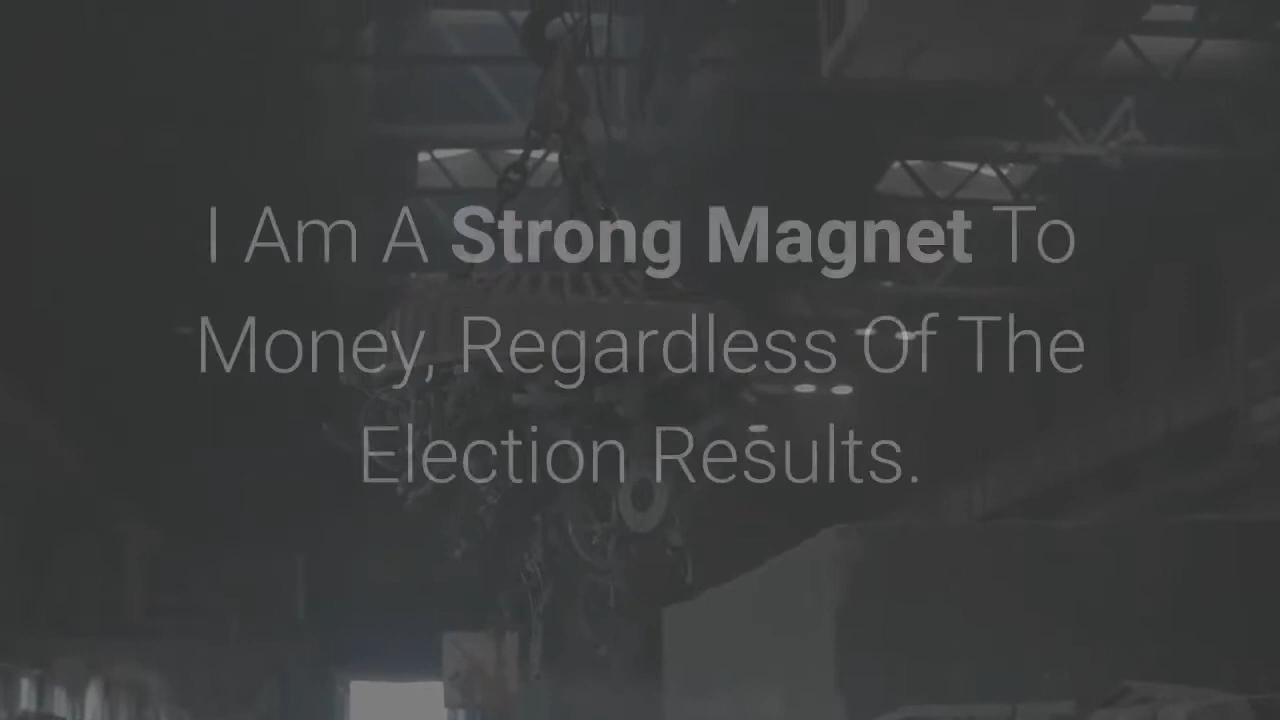 I Am A Strong Magnet To
Money, Regardless Of The
Election Results.